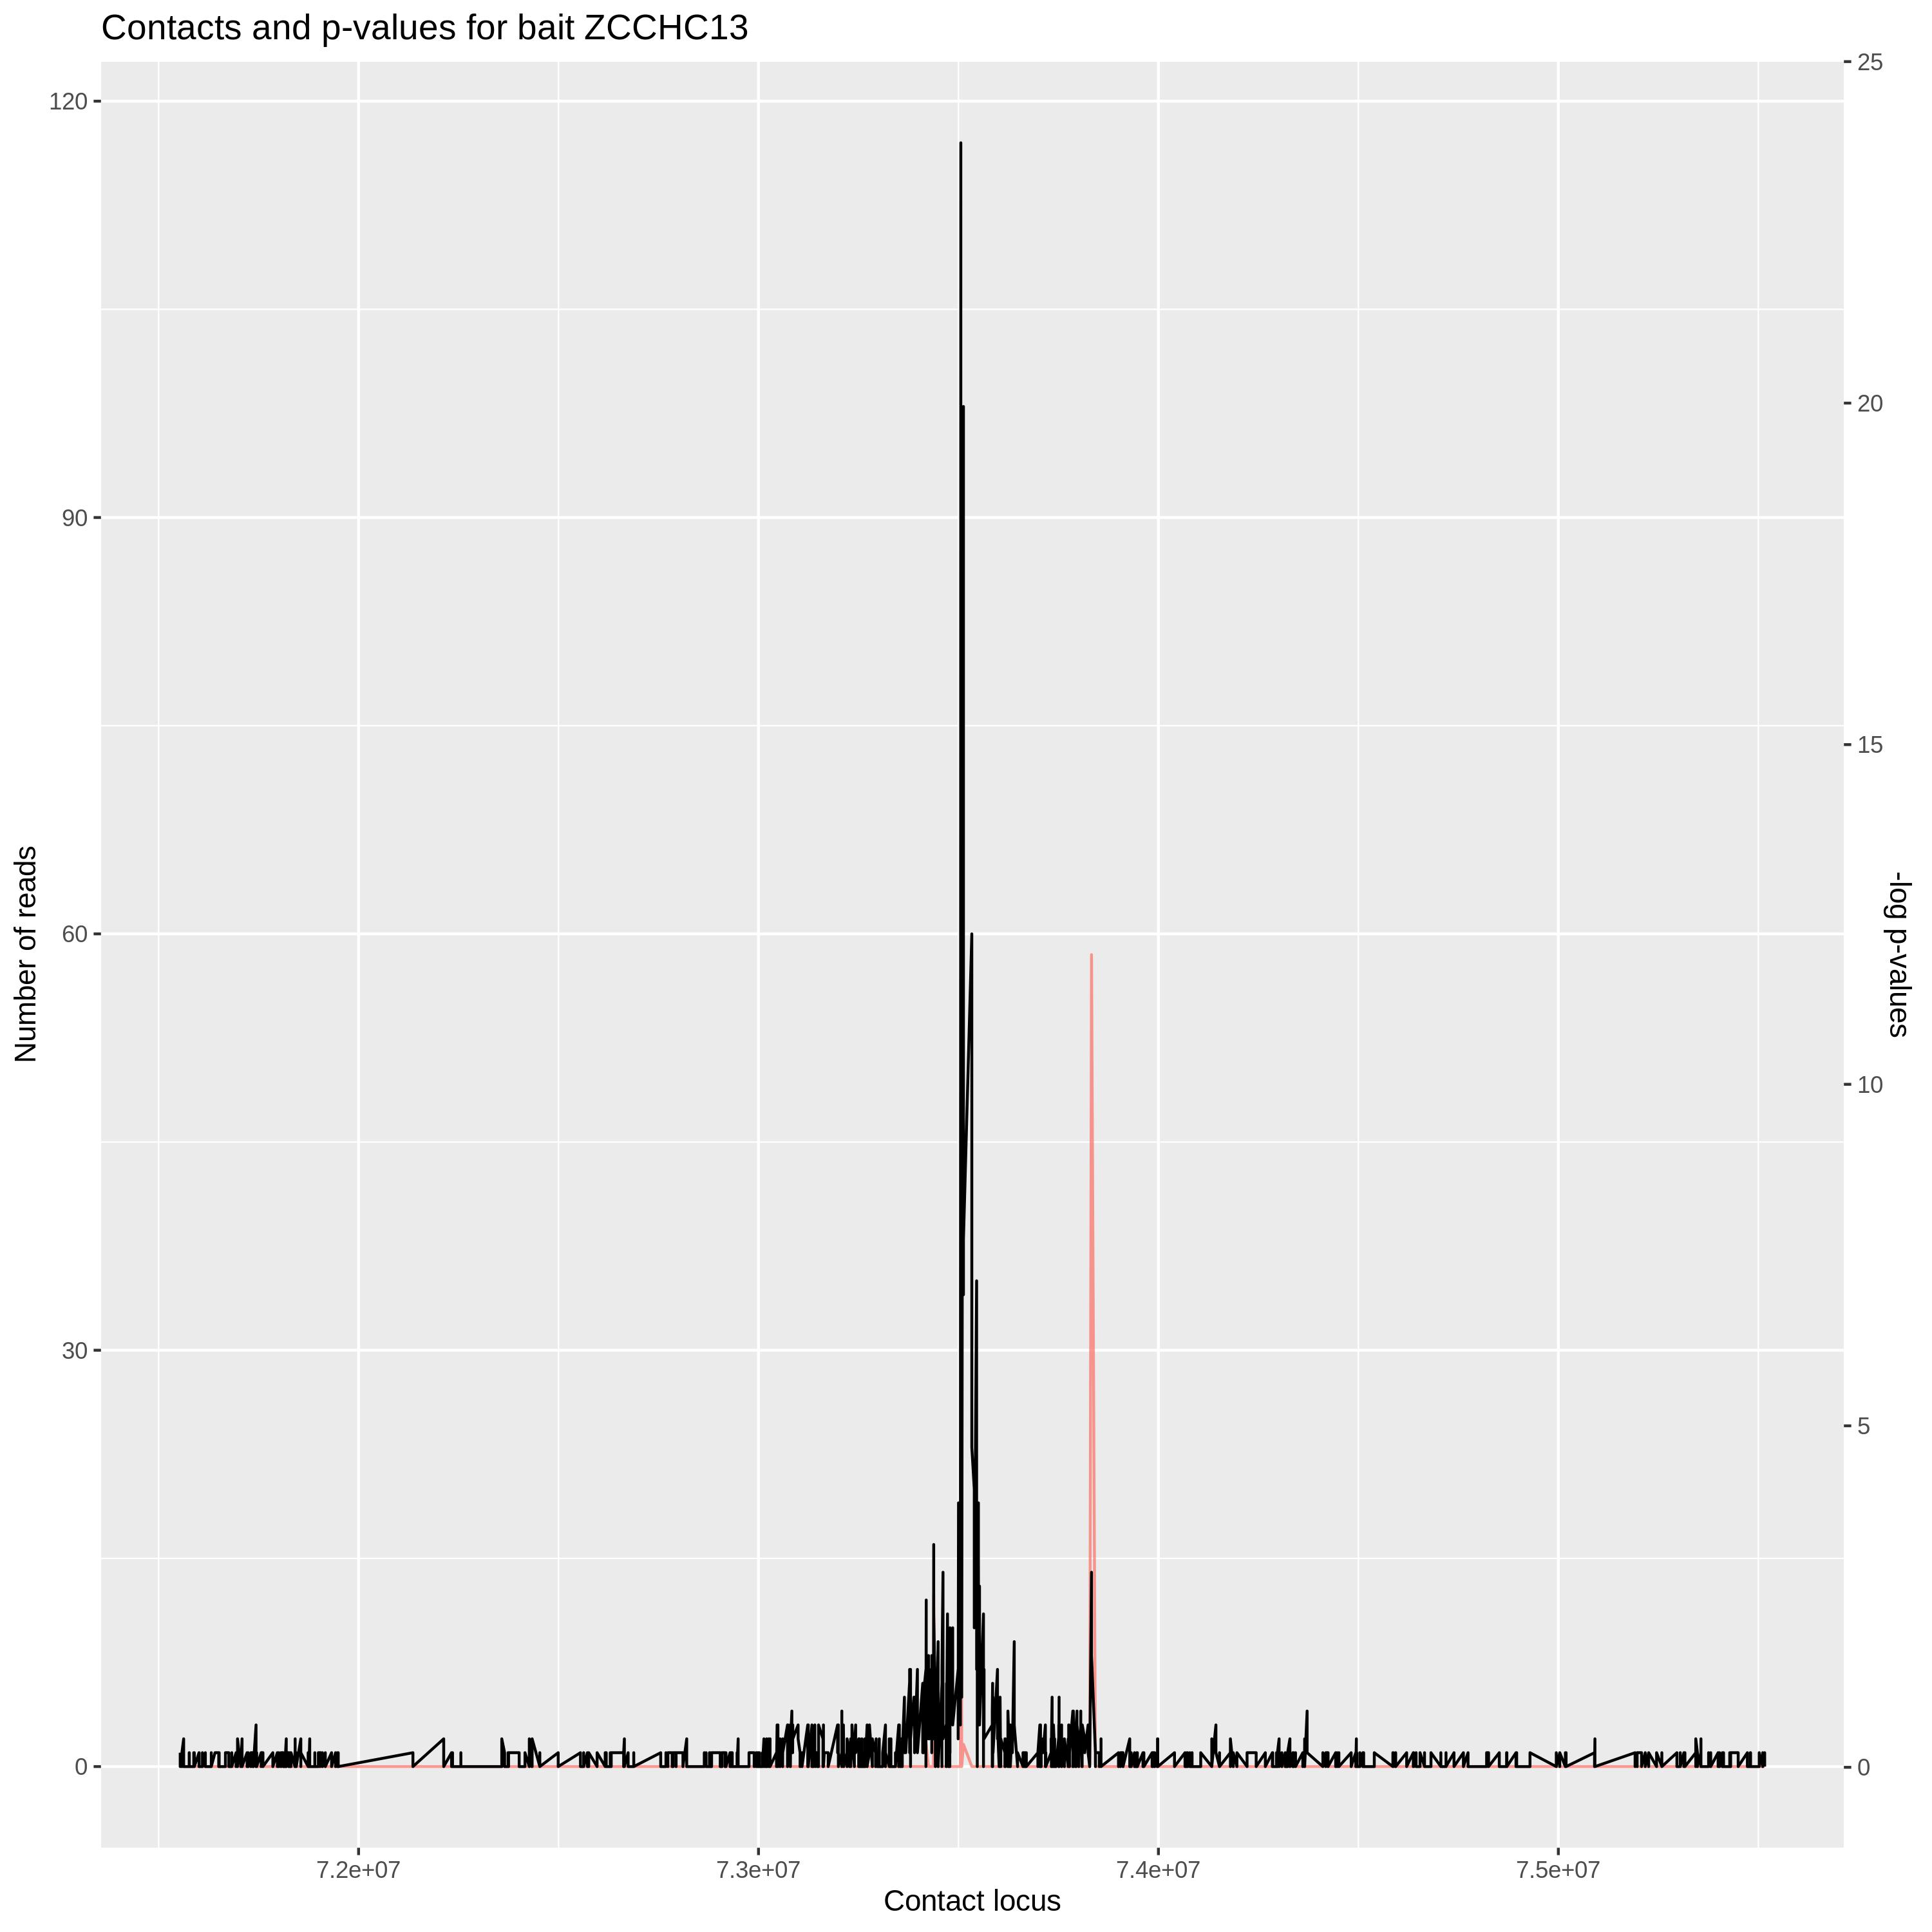 Contacts and p-values for bait ZCCHC13
Number of reads
120
90
60
30
0
25
20
15
10
5
0
-log p-values
7.2e+07
7.3e+07
7.4e+07
7.5e+07
Contact locus